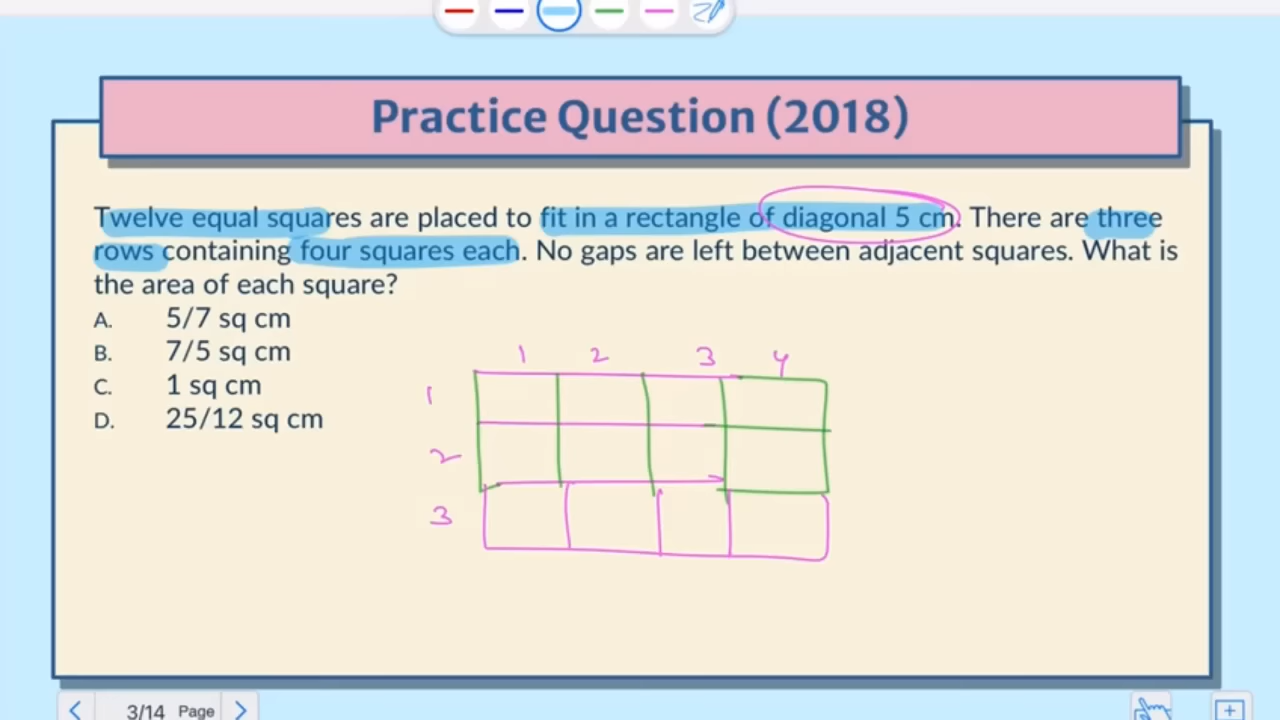 Practice Question (2018)
Twelve equal squares are placed to fit in a rectangle of diagonal 5 cm. There are three
rows containing four squares each. No gaps are left between adjacent squares. What is
the area of each square?
A. 5/7 sq cm
B. 7/5 sq cm
C. 1 sq cm
D. 25/12 sq cm
1 2 3 4
1
2
3
3/14 Page